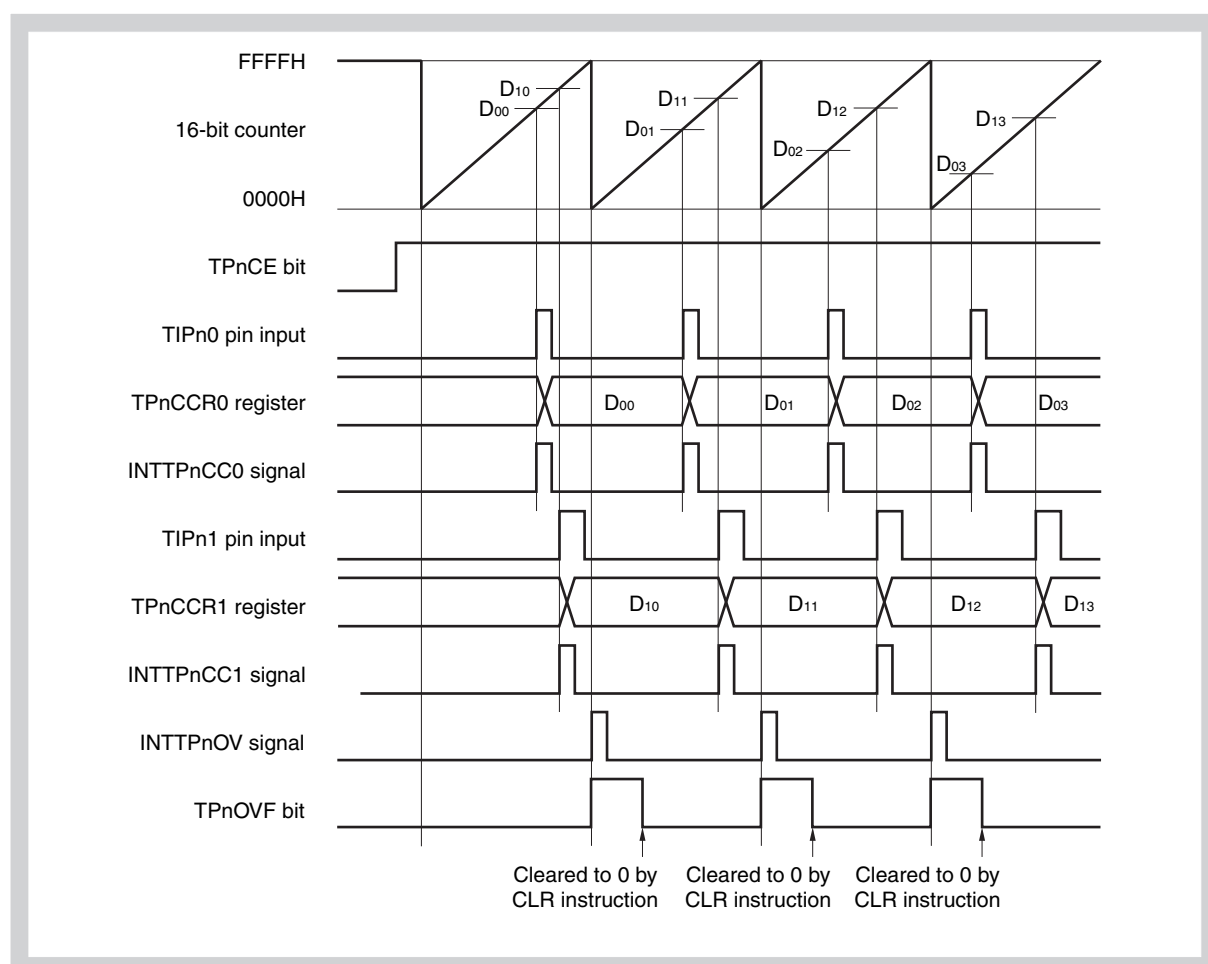 FFFFH
D10
D00
D11
D01
D12
D02
D13
D03
16-bit counter
0000H
TPnCE bit
TIPn0 pin input
TPnCCR0 register
D00
D01
D02
D03
INTTPnCC0 signal
TIPn1 pin input
TPnCCR1 register
D10
D11
D12
D13
INTTPnCC1 signal
INTTPnOV signal
TPnOVF bit
Cleared to 0 by
CLR instruction
Cleared to 0 by
CLR instruction
Cleared to 0 by
CLR instruction